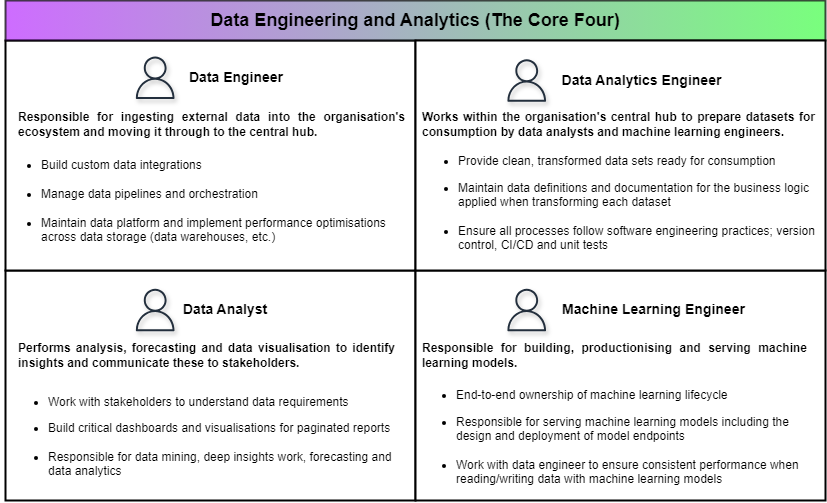 Data Engineering and Analytics (The Core Four)
Data Engineer
Responsible for ingesting external data into the organisation's
ecosystem and moving it through to the central hub.
• Build custom data integrations
• Manage data pipelines and orchestration
• Maintain data platform and implement performance optimisations
across data storage (data warehouses, etc.)
Data Analytics Engineer
Works within the organisation's central hub to prepare datasets for
consumption by data analysts and machine learning engineers.
• Provide clean, transformed data sets ready for consumption
• Maintain data definitions and documentation for the business logic
applied when transforming each dataset
• Ensure all processes follow software engineering practices; version
control, CI/CD and unit tests
Data Analyst
Performs analysis, forecasting and data visualisation to identify
insights and communicate these to stakeholders.
• Work with stakeholders to understand data requirements
• Build critical dashboards and visualisations for paginated reports
• Responsible for data mining, deep insights work, forecasting and
data analytics
Machine Learning Engineer
Responsible for building, productionising and serving machine
learning models.
• End-to-end ownership of machine learning lifecycle
• Responsible for serving machine learning models including the
design and deployment of model endpoints
• Work with data engineer to ensure consistent performance when
reading/writing data with machine learning models